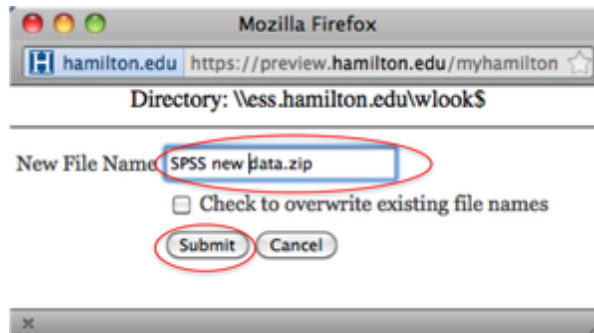 Mozilla Firefox
H hamilton.edu https://preview.hamilton.edu/myhamilton
Directory: \\ess.hamilton.edu\wlook$
New File Name SPSS new data.zip
Check to overwrite existing file names
Submit Cancel